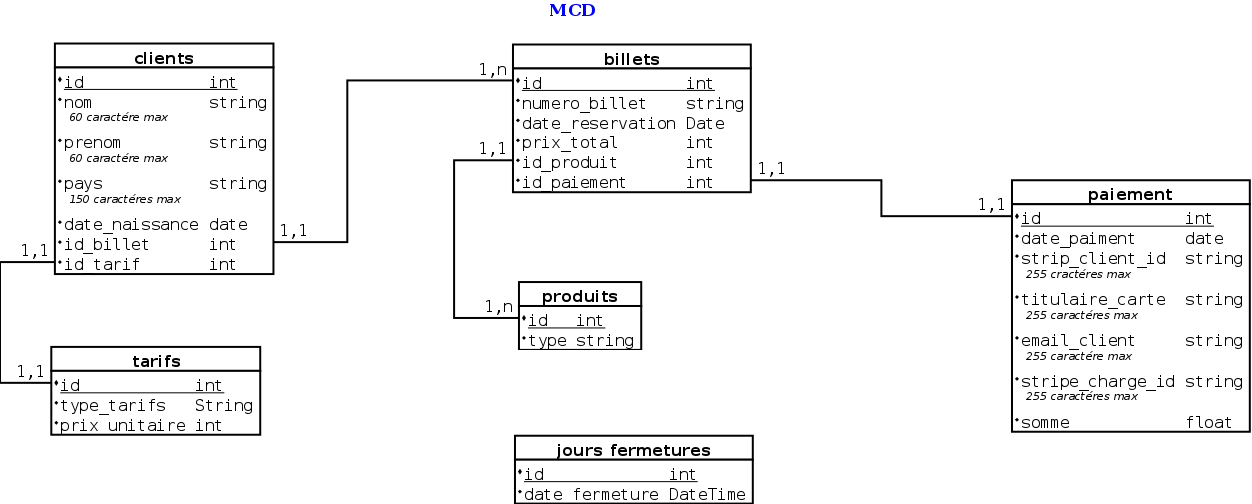 MCD
clients
id int
nom string
60 caractére max
prenom string
60 caractére max
pays string
150 caractéres max
date_naissance date
id_billet int
id_tarif int
1,1
1,1
1,n
1,1
1,1
billets
id int
numero_billet string
date_reservation Date
prix_total int
id_produit int
id_paiement int
1,1
paiement
id int
date_paiment date
strip_client_id string
255 cractéres max
titulaire_carte string
255 caractéres max
email_client string
255 caractére max
stripe_charge_id string
255 caractéres max
somme float
1,n
produits
id int
type string
1,1
tarifs
id int
type_tarifs String
prix unitaire int
jours fermetures
id int
date fermeture DateTime